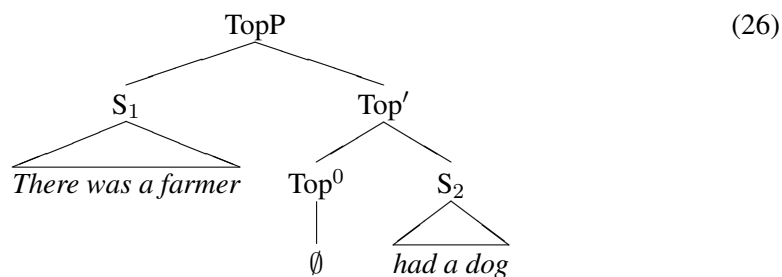 TopP (26)
S₁ Top′
There was a farmer Top⁰ S₂
∅ had a dog